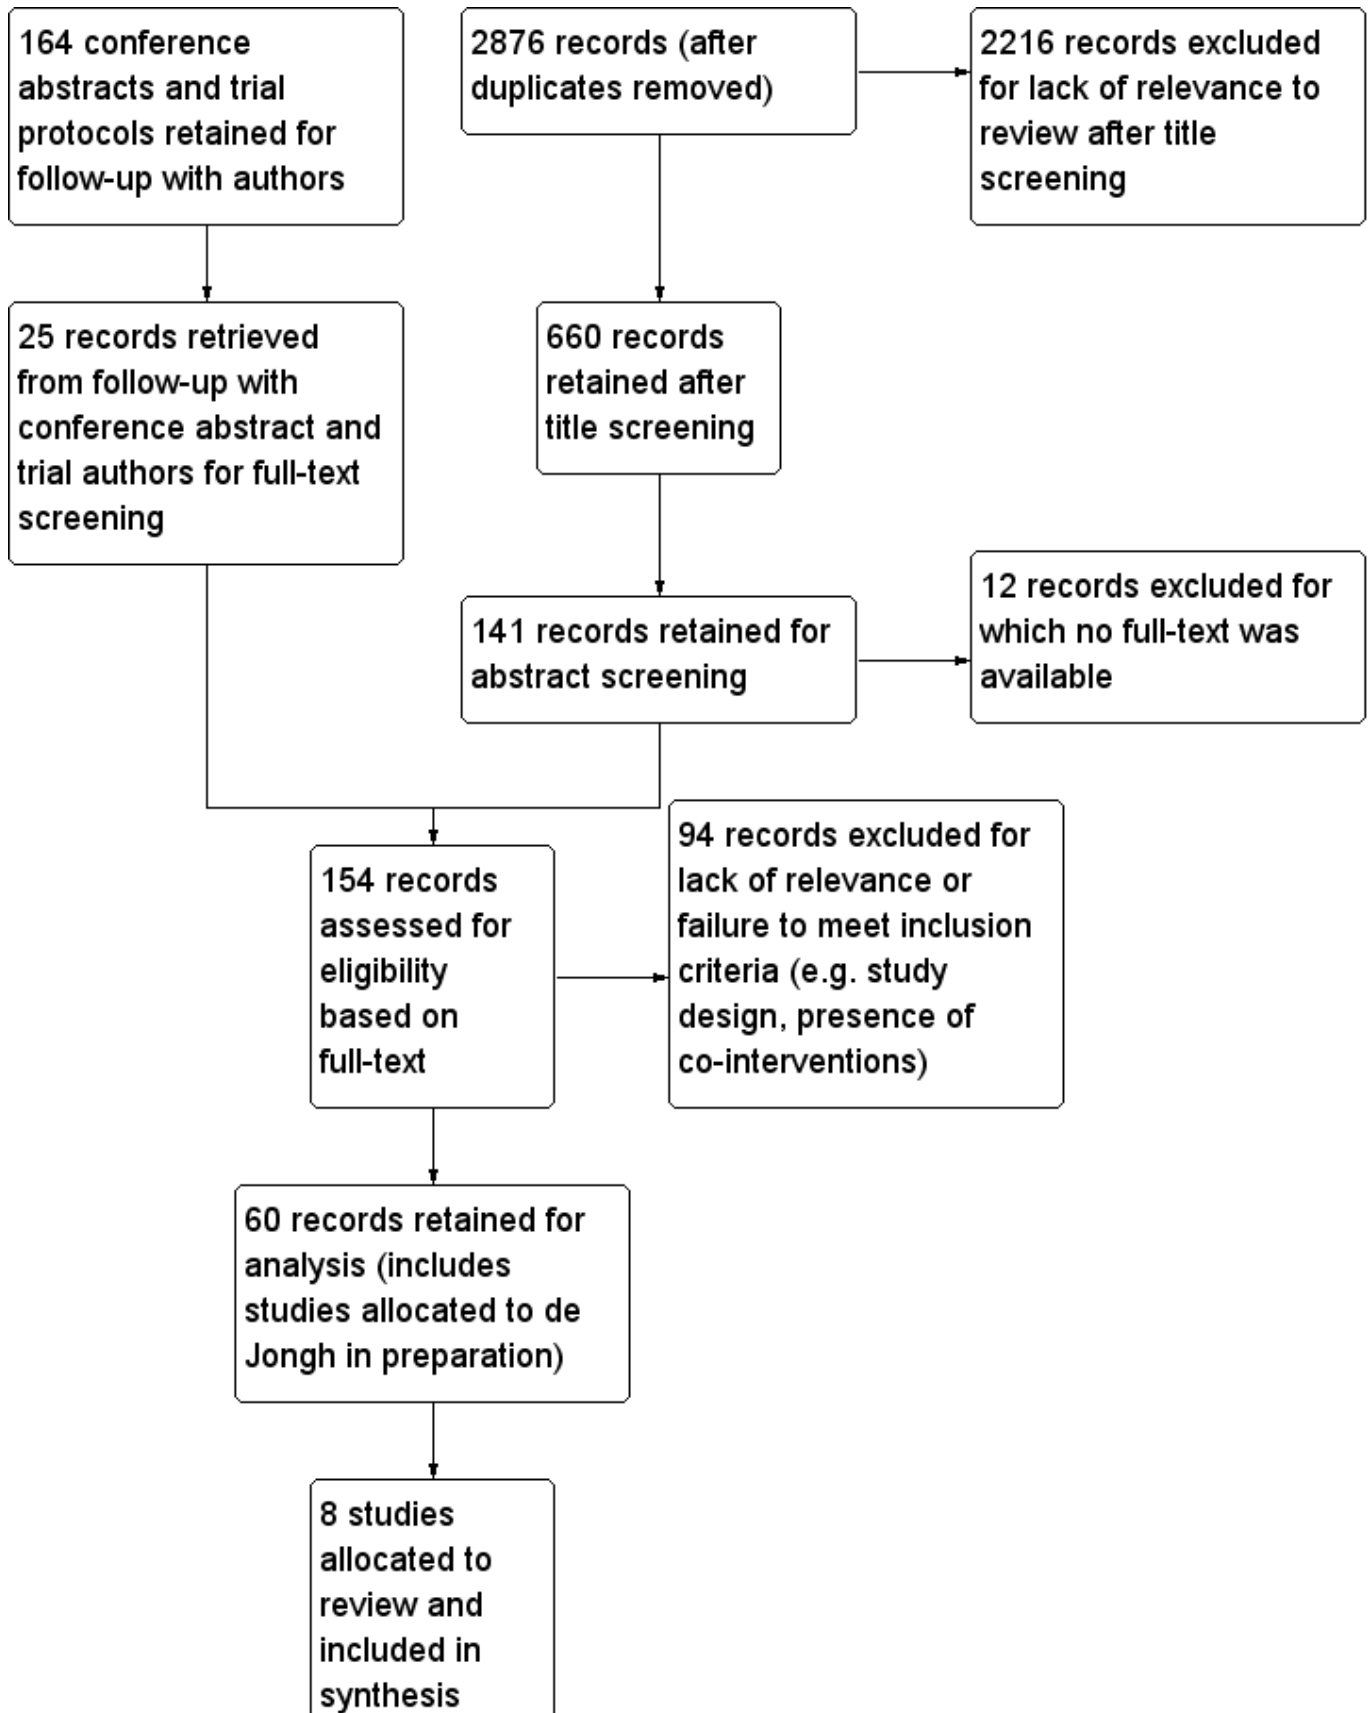 164 conference
abstracts and trial
protocols retained for
follow-up with authors
2876 records (after
duplicates removed)
2216 records excluded
for lack of relevance to
review after title
screening
25 records retrieved
from follow-up with
conference abstract and
trial authors for full-text
screening
660 records
retained after
title screening
141 records retained for
abstract screening
12 records excluded for
which no full-text was
available
154 records
assessed for
eligibility
based on
full-text
94 records excluded for
lack of relevance or
failure to meet inclusion
criteria (e.g. study
design, presence of
co-interventions)
60 records retained for
analysis (includes
studies allocated to de
Jongh in preparation)
8 studies
allocated to
review and
included in
synthesis